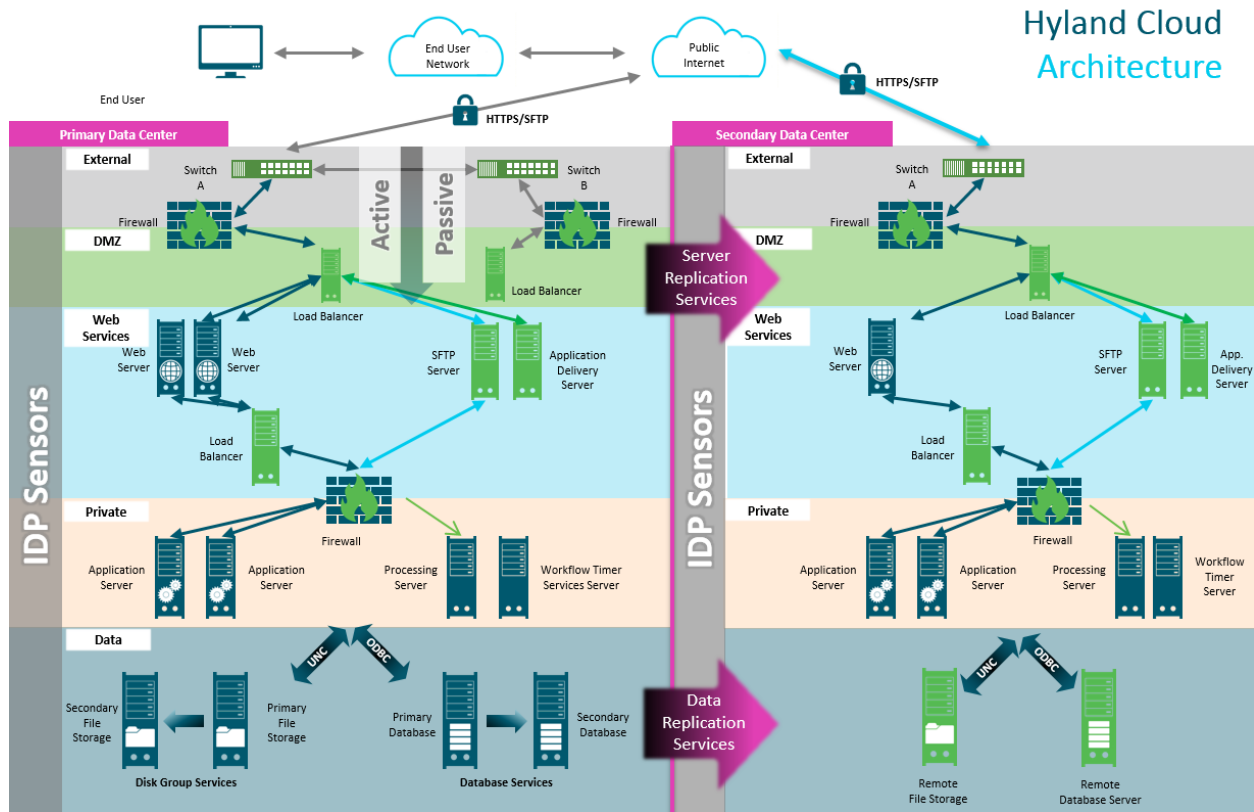 Hyland Cloud
Architecture
End User
Network
Public
Internet
End User
HTTPS/SFTP
HTTPS/SFTP
Primary Data Center
External
Switch
A
Switch
B
Firewall
Firewall
Active
Passive
DMZ
Load Balancer
Load Balancer
Web
Services
Web
Server
Web
Server
SFTP
Server
Application
Delivery
Server
Load
Balancer
IDP Sensors
Private
Firewall
Application
Server
Application
Server
Processing
Server
Workflow Timer
Services Server
Data
UNC
ODBC
Secondary
File
Storage
Primary
File
Storage
Primary
Database
Secondary
Database
Disk Group Services
Database Services
Server
Replication
Services
Data
Replication
Services
Secondary Data Center
External
Switch
A
Firewall
DMZ
Load Balancer
Web
Services
Web
Server
SFTP
Server
App.
Delivery
Server
Load
Balancer
IDP Sensors
Private
Firewall
Application
Server
Application
Server
Processing
Server
Workflow
Timer
Server
UNC
ODBC
Remote
File Storage
Remote
Database Server